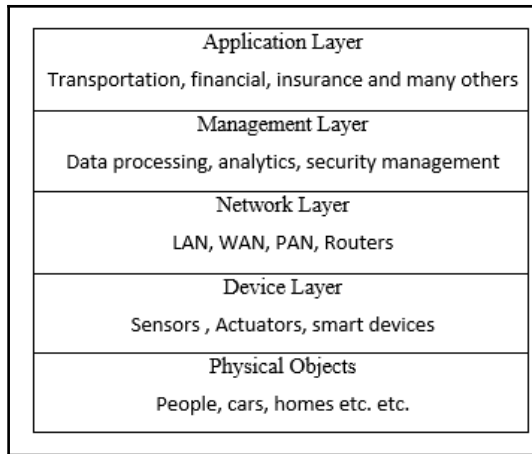 Application Layer
Transportation, financial, insurance and many others
Management Layer
Data processing, analytics, security management
Network Layer
LAN, WAN, PAN, Routers
Device Layer
Sensors , Actuators, smart devices
Physical Objects
People, cars, homes etc. etc.